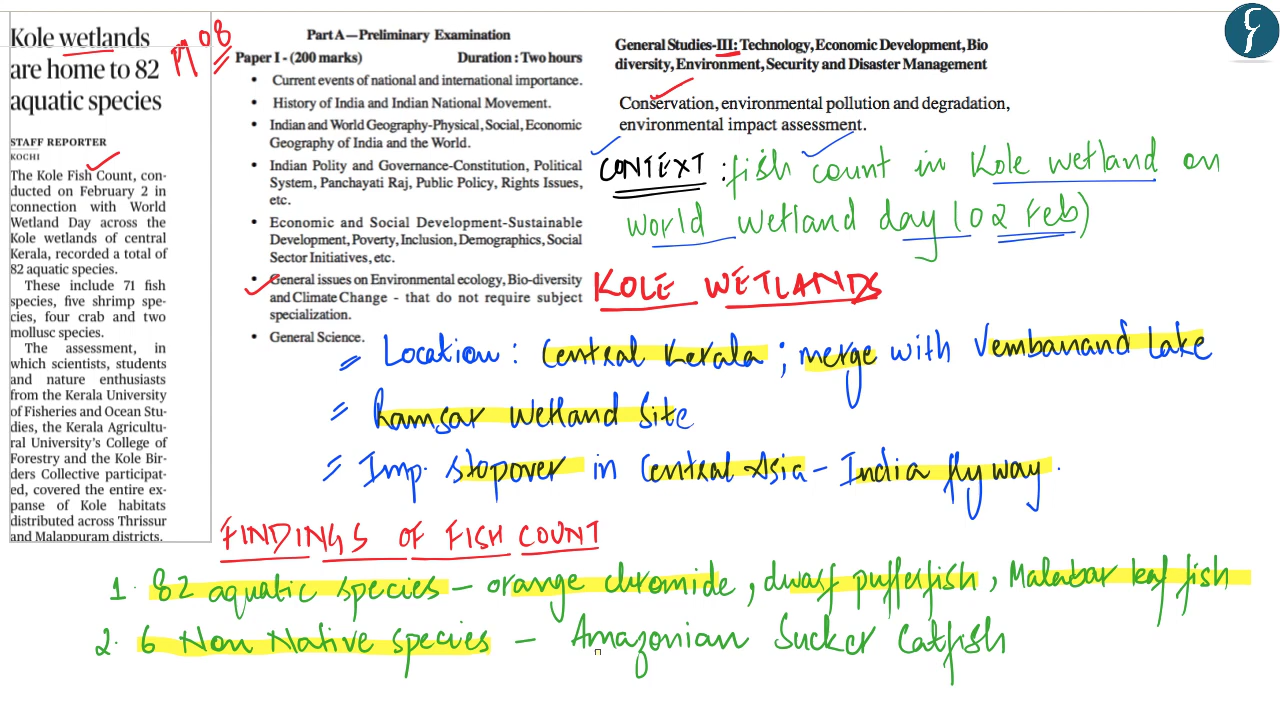 Kole wetlands
are home to 82
aquatic species
P108
STAFF REPORTER
KOCHI
The Kole Fish Count, con-
ducted on February 2 in
connection with World
Wetland Day across the
Kole wetlands of central
Kerala, recorded a total of
82 aquatic species.
These include 71 fish
species, five shrimp spe-
cies, four crab and two
mollusc species.
The assessment, in
which scientists, students
and nature enthusiasts
from the Kerala University
of Fisheries and Ocean Stu-
dies, the Kerala Agricultu-
ral University's College of
Forestry and the Kole Bir-
ders Collective participat-
ed, covered the entire ex-
panse of Kole habitats
distributed across Thrissur
and Malappuram districts.
Part A—Preliminary Examination
Paper I - (200 marks) Duration : Two hours
• Current events of national and international importance.
• History of India and Indian National Movement.
• Indian and World Geography-Physical, Social, Economic
Geography of India and the World.
• Indian Polity and Governance-Constitution, Political
System, Panchayati Raj, Public Policy, Rights Issues,
etc.
• Economic and Social Development-Sustainable
Development, Poverty, Inclusion, Demographics, Social
Sector Initiatives, etc.
• General issues on Environmental ecology, Bio-diversity
and Climate Change - that do not require subject
specialization.
• General Science.
General Studies-III: Technology, Economic Development, Bio
diversity, Environment, Security and Disaster Management
Conservation, environmental pollution and degradation,
environmental impact assessment.
CONTEXT : fish count in Kole wetland on
world wetland day (02 Feb)
KOLE WETLANDS
= Location : Central Kerala ; merge with Vembanand lake
= Ramsar Wetland Site
= Imp. stopover in Central Asia - India flyway.
FINDINGS OF FISH COUNT
1. 82 aquatic species - orange chromide, dwarf pufferfish, Malabar leaf fish
2. 6 Non Native species - Amazonian Sucker Catfish